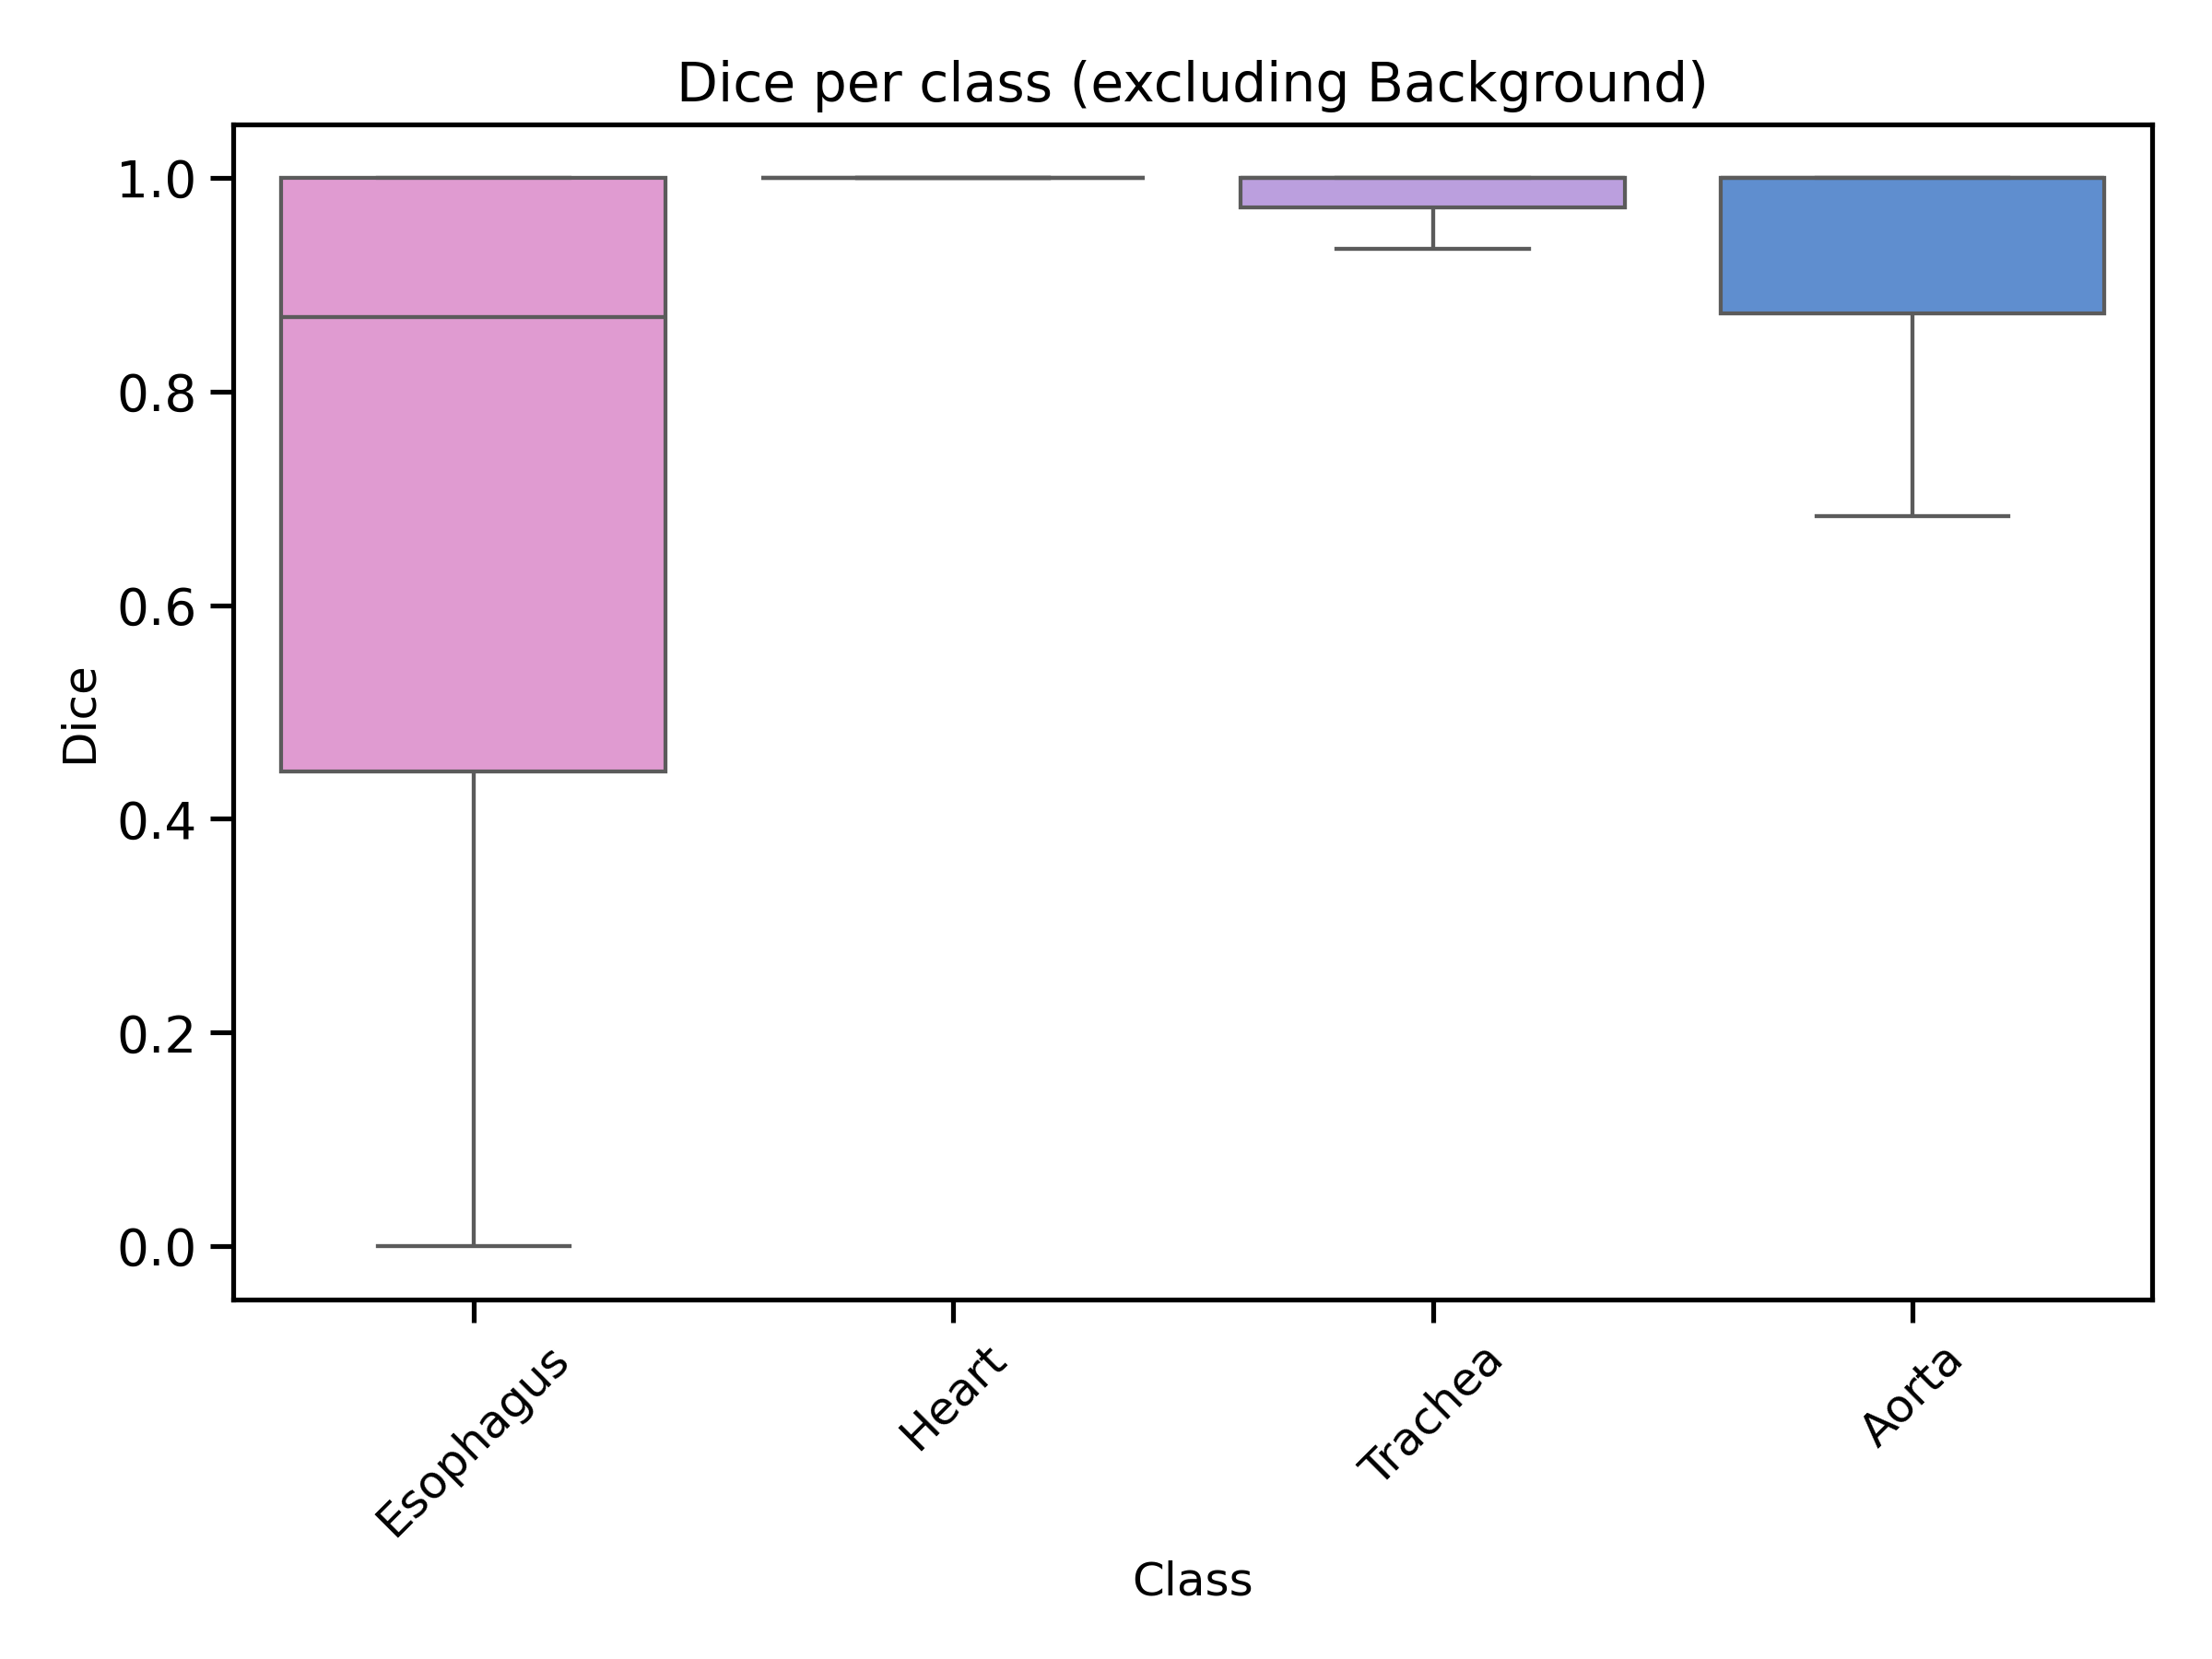 Dice per class (excluding Background)
1.0
0.8
0.6
0.4
0.2
0.0
Dice
Esophagus
Heart
Trachea
Aorta
Class